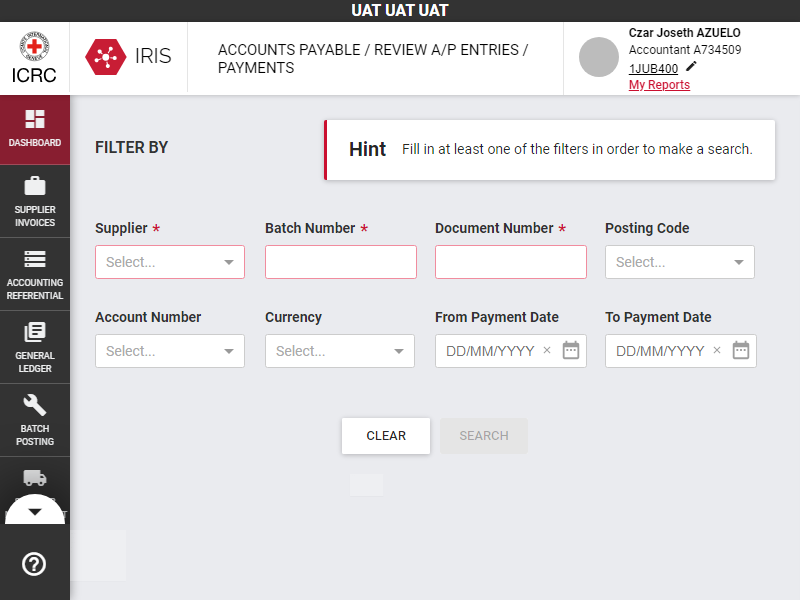 UAT UAT UAT
ICRC
IRIS
ACCOUNTS PAYABLE / REVIEW A/P ENTRIES /
PAYMENTS
Czar Joseth AZUELO
Accountant A734509
1JUB400
My Reports
DASHBOARD
SUPPLIER
INVOICES
ACCOUNTING
REFERENTIAL
GENERAL
LEDGER
BATCH
POSTING
FILTER BY
Hint Fill in at least one of the filters in order to make a search.
Supplier * Batch Number * Document Number * Posting Code
Select... Select...
Account Number Currency From Payment Date To Payment Date
Select... Select... DD/MM/YYYY × DD/MM/YYYY ×
CLEAR SEARCH